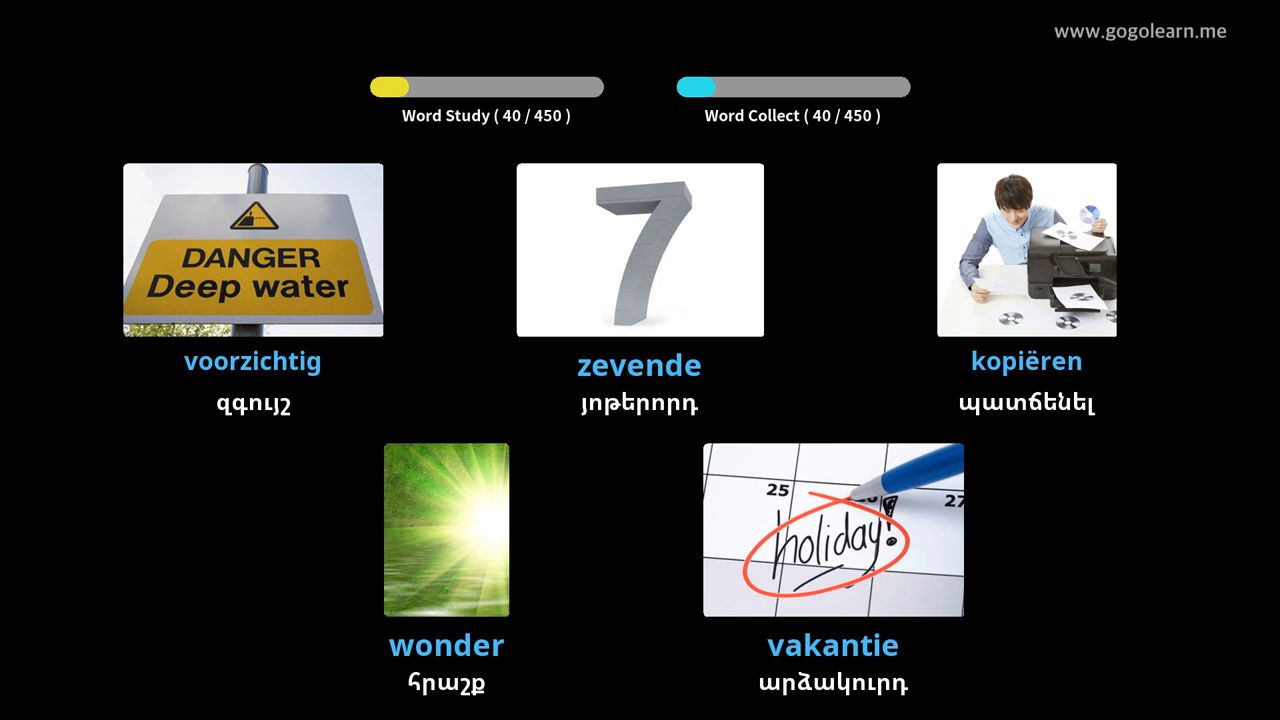 www.gogolearn.me
Word Study ( 40 / 450 )
Word Collect ( 40 / 450 )
DANGER
Deep water
7
voorzichtig
զգույշ
zevende
յոթերորդ
kopiëren
պատճենել
25
27
holiday!
wonder
հրաշք
vakantie
արձակուրդ